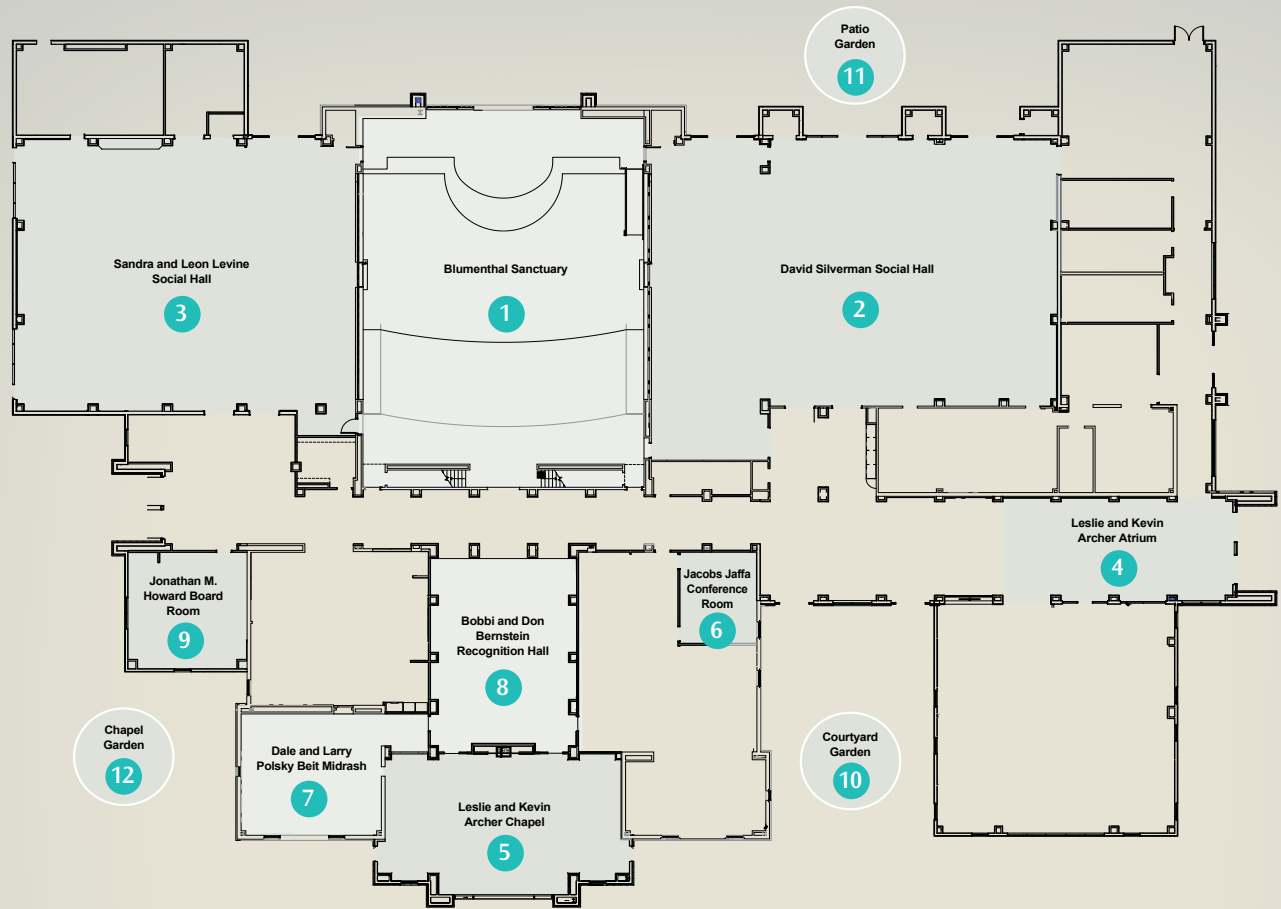 Patio
Garden
11
Sandra and Leon Levine
Social Hall
3
Blumenthal Sanctuary
1
David Silverman Social Hall
2
Leslie and Kevin
Archer Atrium
4
Jonathan M.
Howard Board
Room
9
Bobbi and Don
Bernstein
Recognition Hall
8
Jacobs Jaffa
Conference
Room
6
Chapel
Garden
12
Dale and Larry
Polsky Beit Midrash
7
Leslie and Kevin
Archer Chapel
5
Courtyard
Garden
10